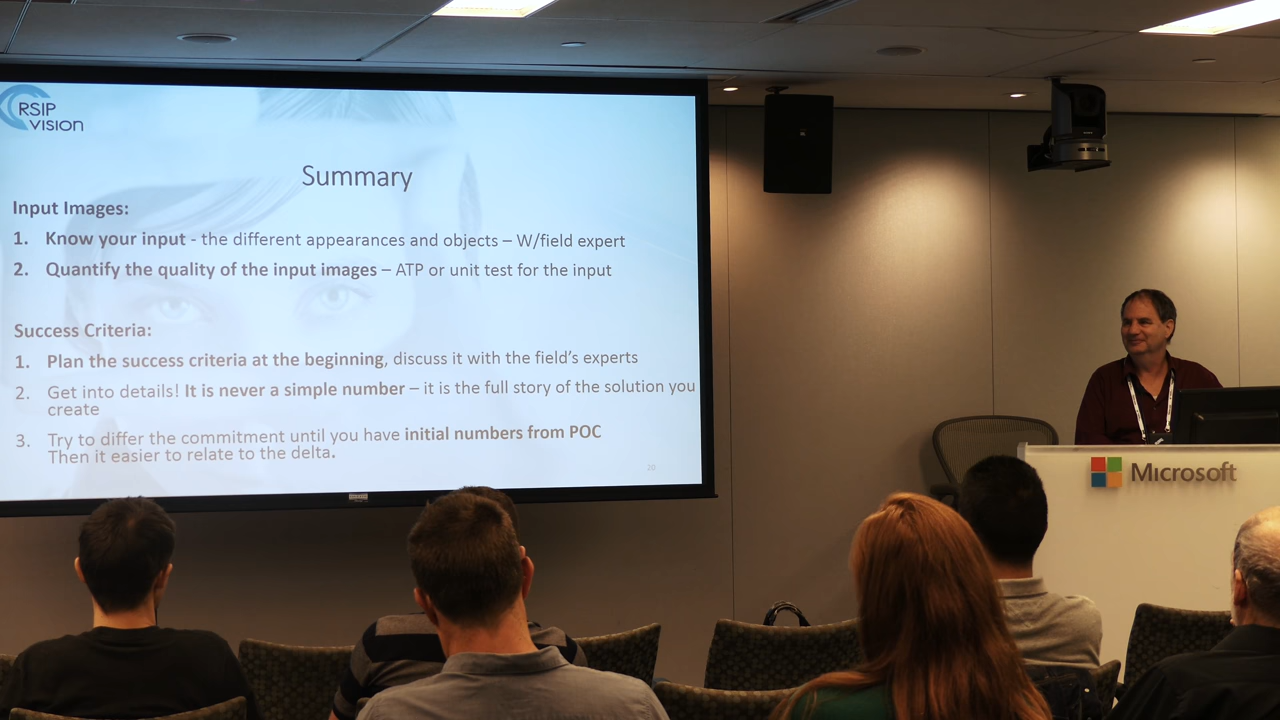 RSIP
VISION
Summary
Input Images:
1. Know your input - the different appearances and objects – W/field expert
2. Quantify the quality of the input images – ATP or unit test for the input
Success Criteria:
1. Plan the success criteria at the beginning, discuss it with the field's experts
2. Get into details! It is never a simple number – it is the full story of the solution you
create
3. Try to differ the commitment until you have initial numbers from POC
Then it easier to relate to the delta.
20
Microsoft